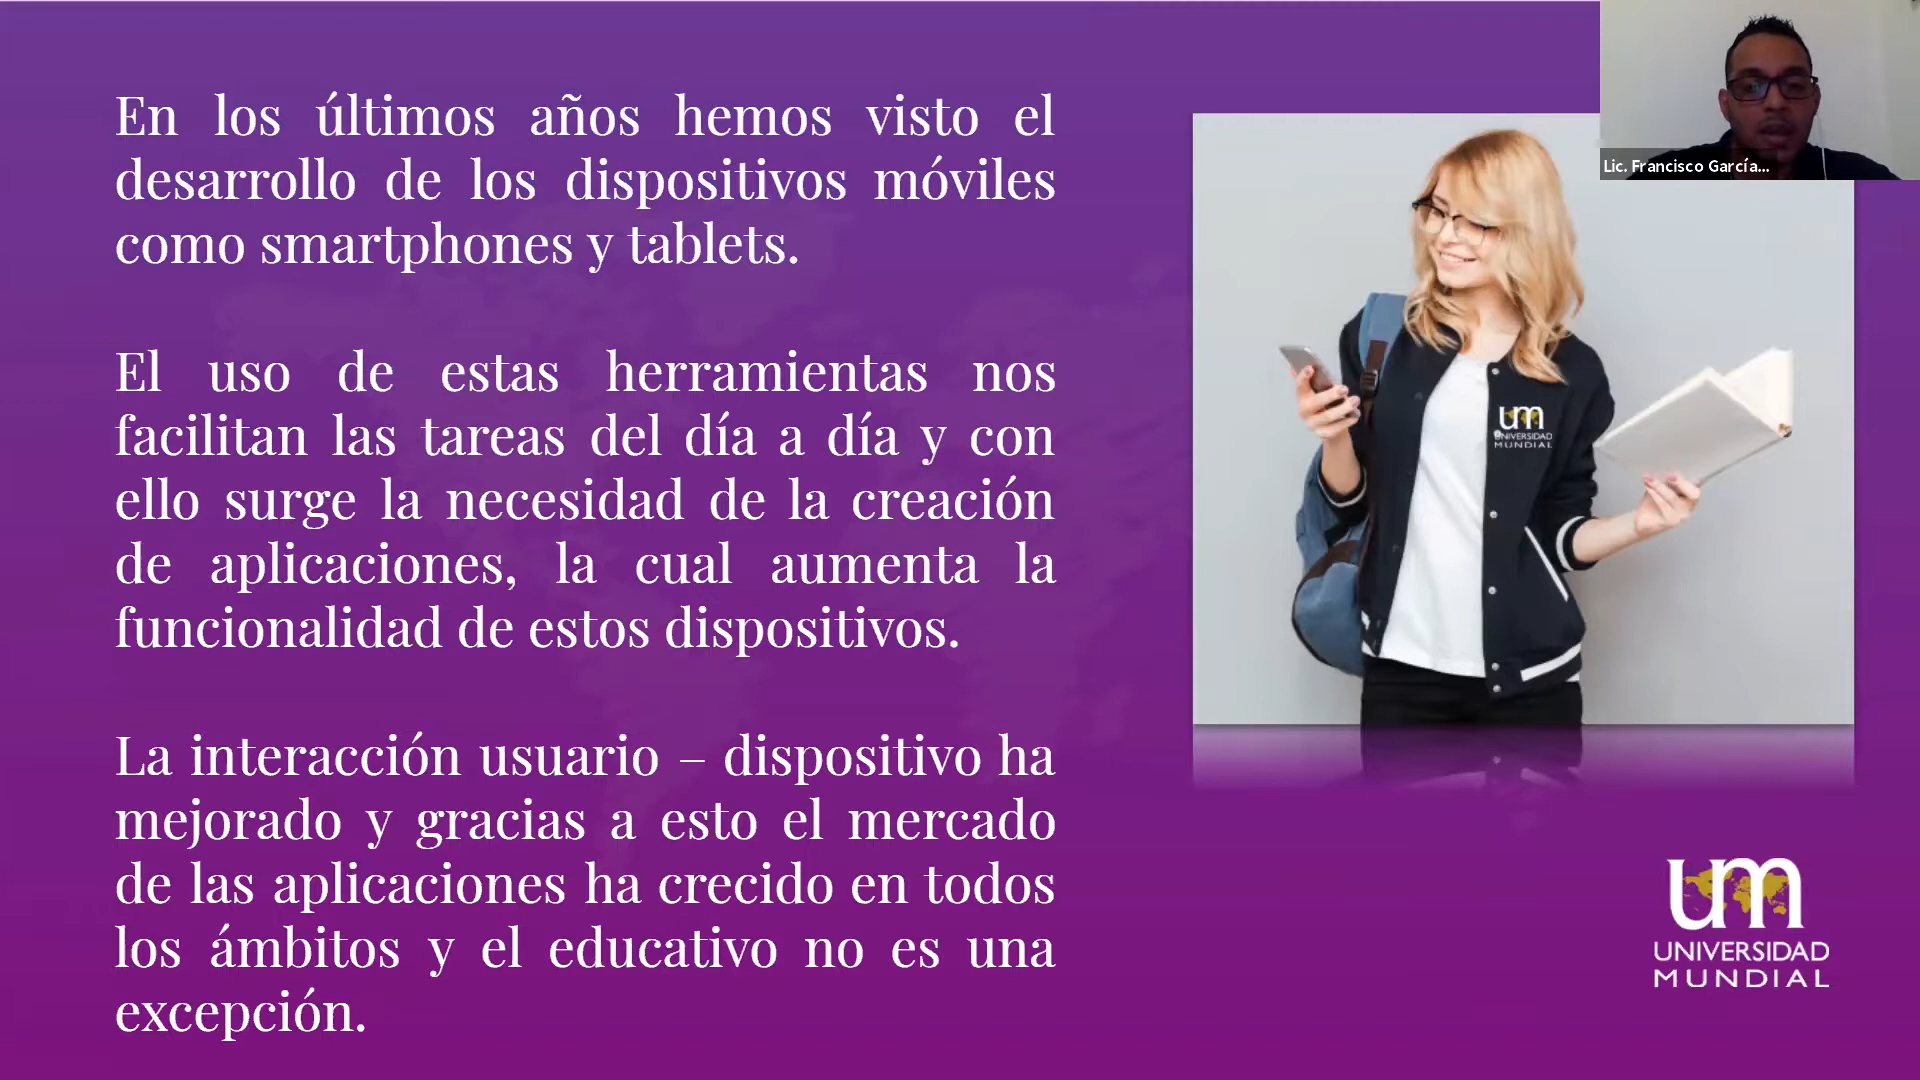 En los últimos años hemos visto el
desarrollo de los dispositivos móviles
como smartphones y tablets.
El uso de estas herramientas nos
facilitan las tareas del día a día y con
ello surge la necesidad de la creación
de aplicaciones, la cual aumenta la
funcionalidad de estos dispositivos.
La interacción usuario – dispositivo ha
mejorado y gracias a esto el mercado
de las aplicaciones ha crecido en todos
los ámbitos y el educativo no es una
excepción.
Lic. Francisco García...
um
UNIVERSIDAD
MUNDIAL
um
UNIVERSIDAD
MUNDIAL